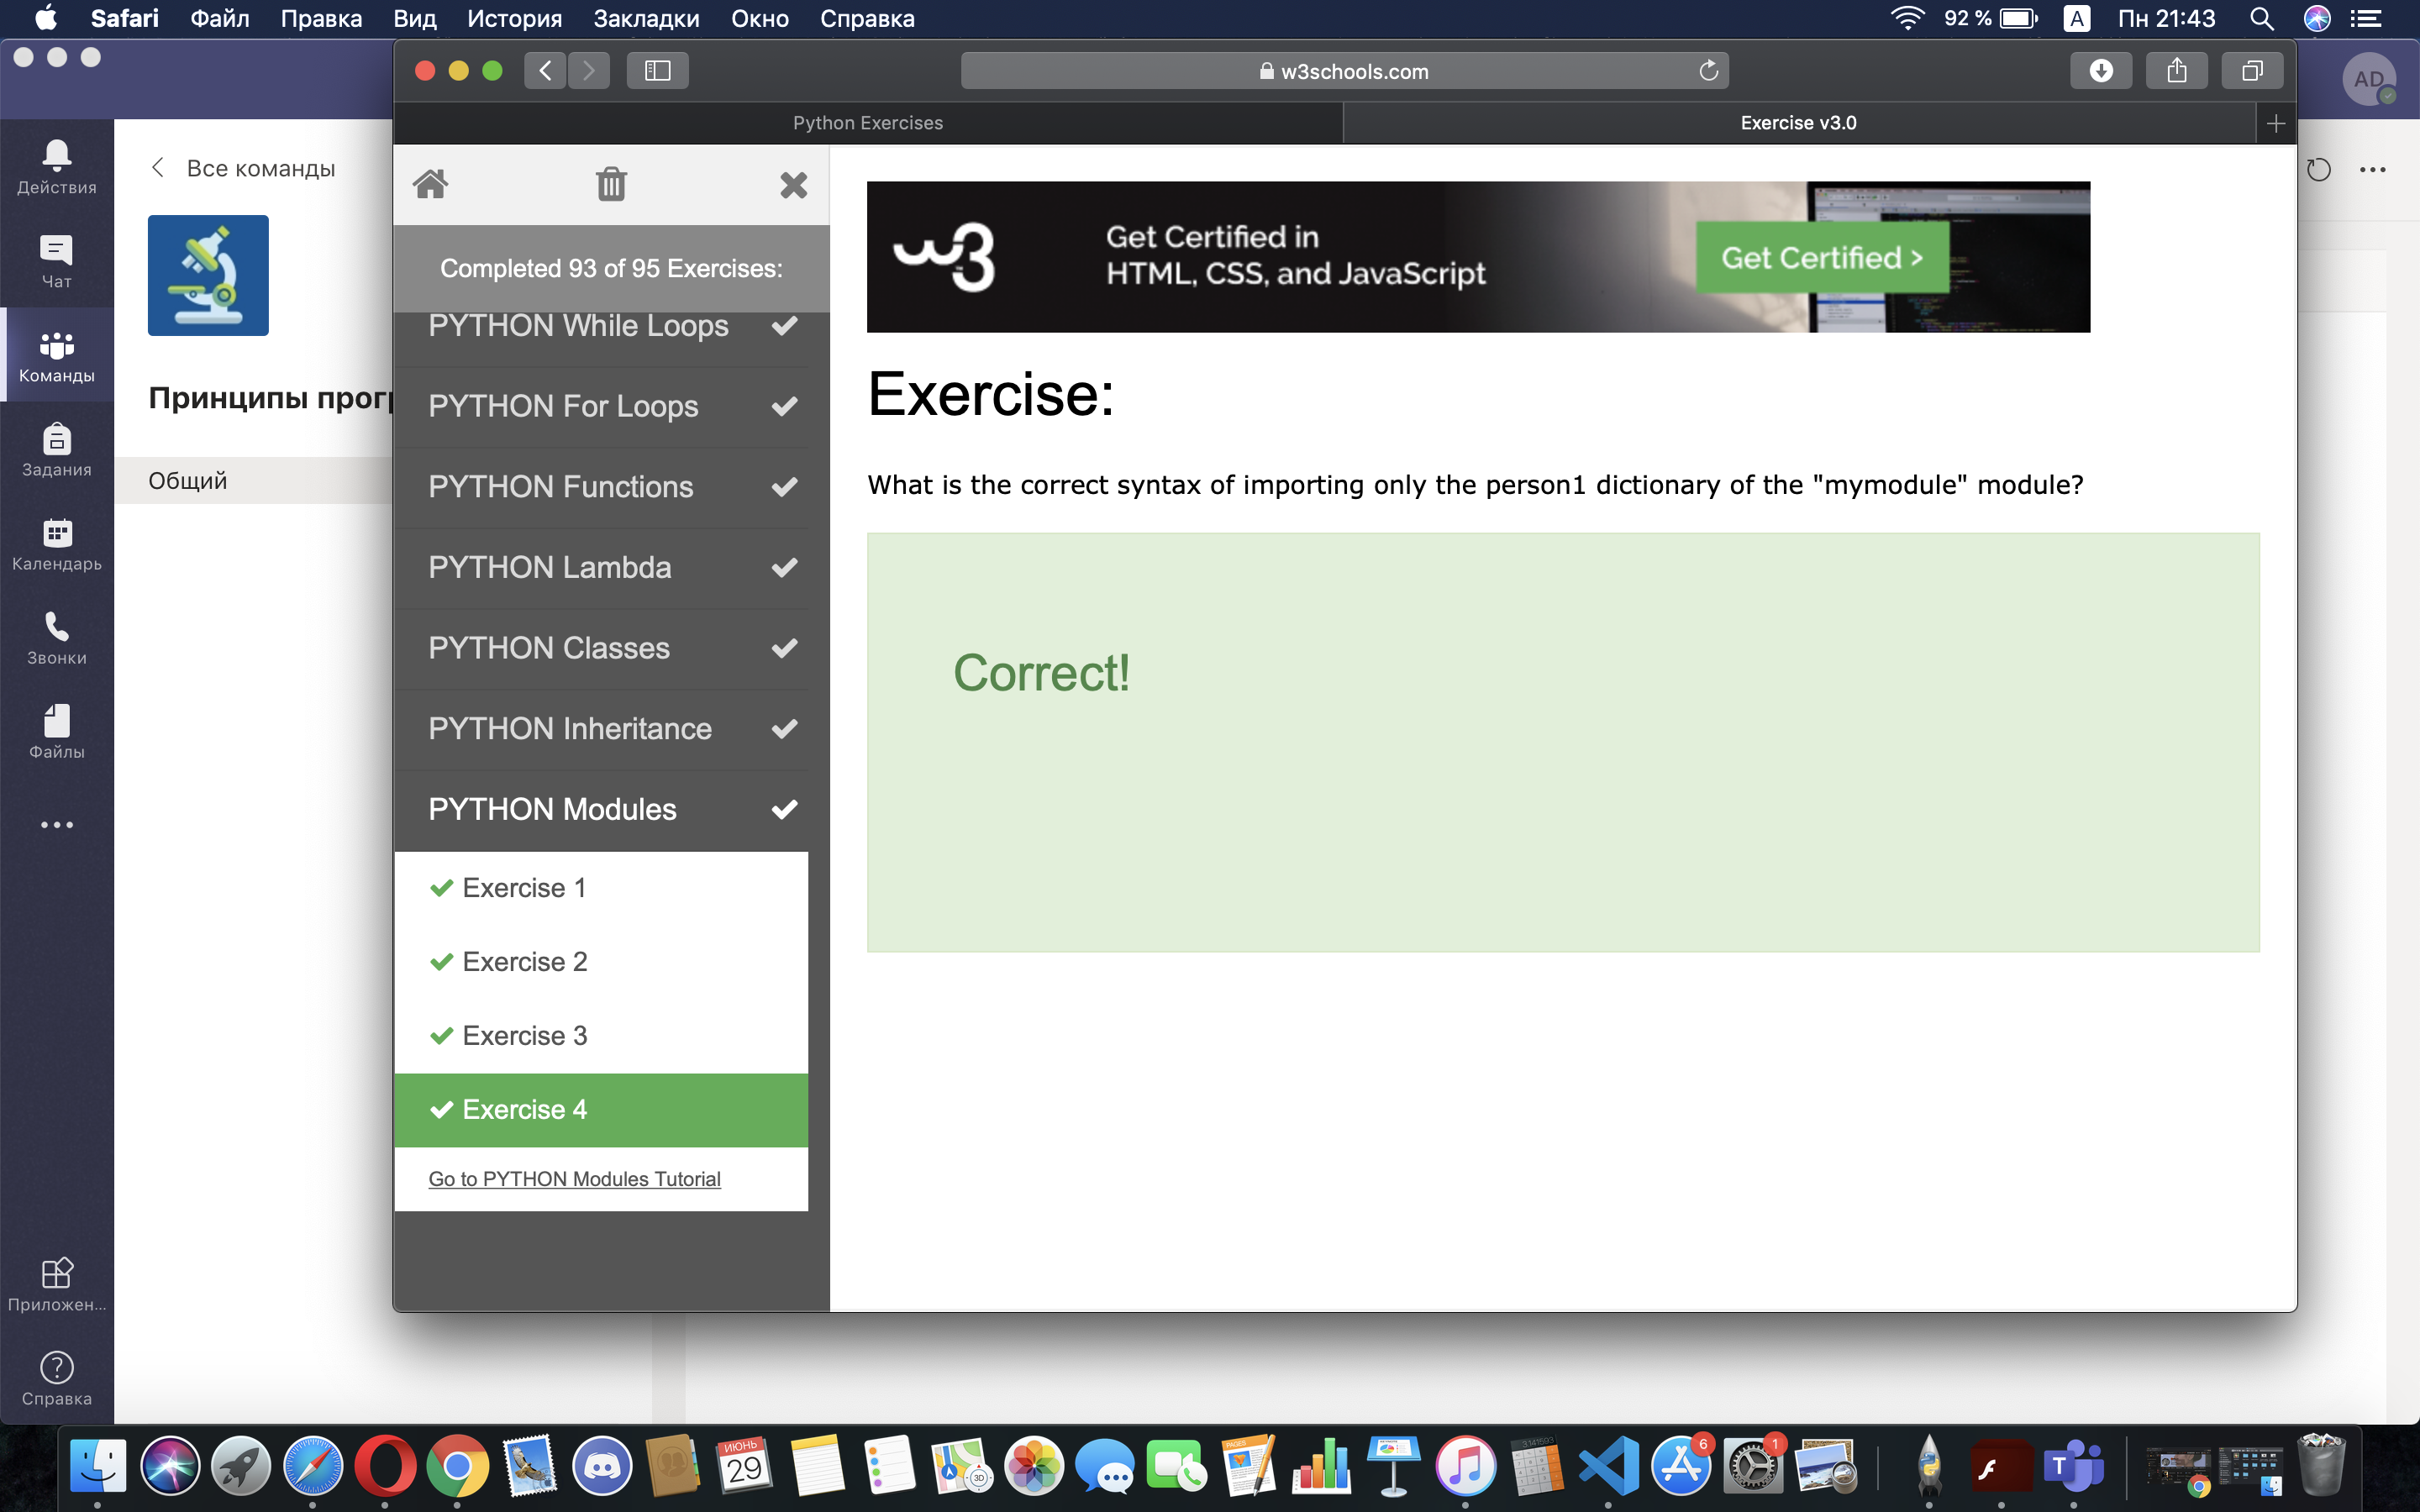 Safari Файл Правка Вид История Закладки Окно Справка
92 % A Пн 21:43
w3schools.com
AD
Python Exercises
Exercise v3.0
Действия
Чат
Команды
Задания
Календарь
Звонки
Файлы
Приложен...
Справка
Все команды
Принципы прог
Общий
Completed 93 of 95 Exercises:
PYTHON While Loops
PYTHON For Loops
PYTHON Functions
PYTHON Lambda
PYTHON Classes
PYTHON Inheritance
PYTHON Modules
Exercise 1
Exercise 2
Exercise 3
Exercise 4
Go to PYTHON Modules Tutorial
w3
Get Certified in
HTML, CSS, and JavaScript
Get Certified >
Exercise:
What is the correct syntax of importing only the person1 dictionary of the "mymodule" module?
Correct!
ИЮНЬ
29
3D
PAGES
3.141593
6
1
T